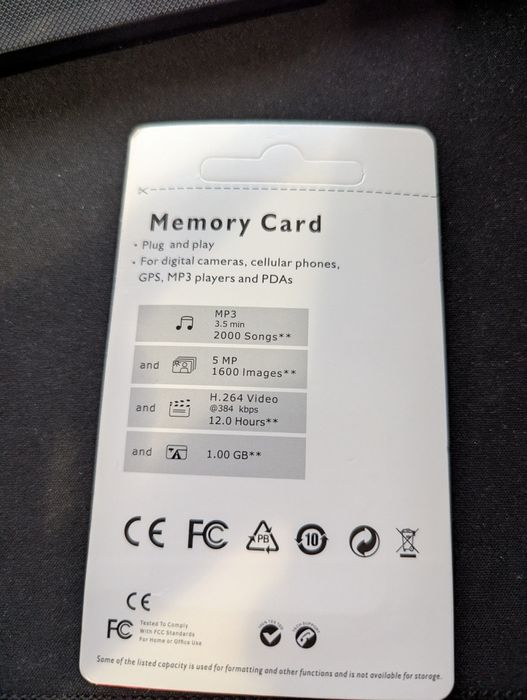 Memory Card
• Plug and play
• For digital cameras, cellular phones,
GPS, MP3 players and PDAs
MP3
3.5 min
2000 Songs**
and
5 MP
1600 Images**
and
H.264 Video
@384 kbps
12.0 Hours**
and
A
1.00 GB**
CE FC PB 10
CE
FC Tested To Comply
With FCC Standards
For Home or Office Use
Some of the listed capacity is used for formatting and other functions and is not available for storage.